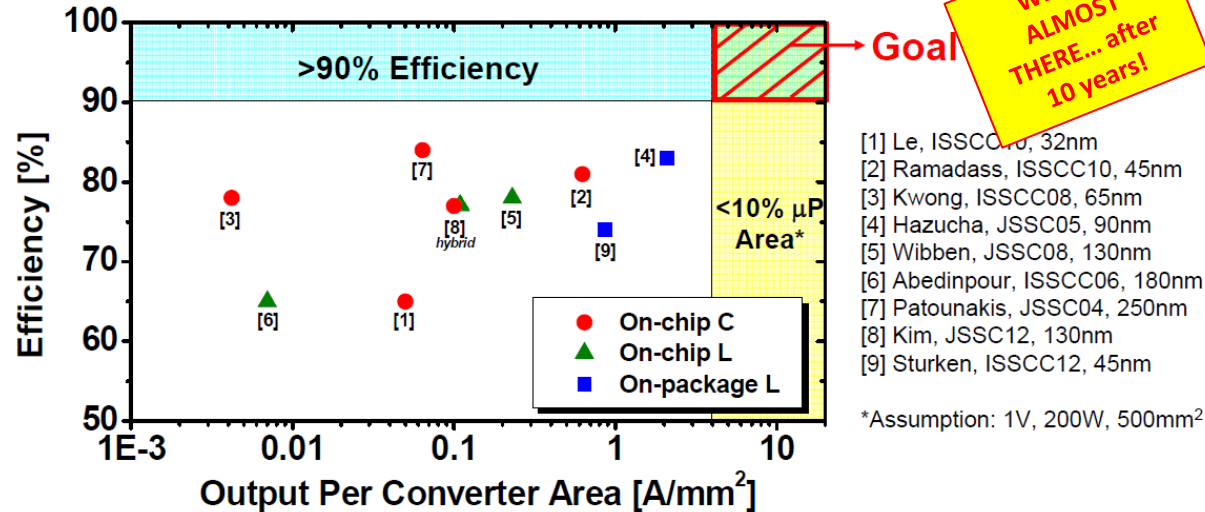 100
90
80
70
60
50
Efficiency [%]
>90% Efficiency
Goal
ALMOST
THERE... after
10 years!
[7]
[4]
[2]
[3]
[8]
hybrid
[5]
[9]
<10% µP
Area*
[6]
[1]
On-chip C
On-chip L
On-package L
1E-3
0.01
0.1
1
10
Output Per Converter Area [A/mm²]
[1] Le, ISSCC10, 32nm
[2] Ramadass, ISSCC10, 45nm
[3] Kwong, ISSCC08, 65nm
[4] Hazucha, JSSC05, 90nm
[5] Wibben, JSSC08, 130nm
[6] Abedinpour, ISSCC06, 180nm
[7] Patounakis, JSSC04, 250nm
[8] Kim, JSSC12, 130nm
[9] Sturken, ISSCC12, 45nm
*Assumption: 1V, 200W, 500mm²